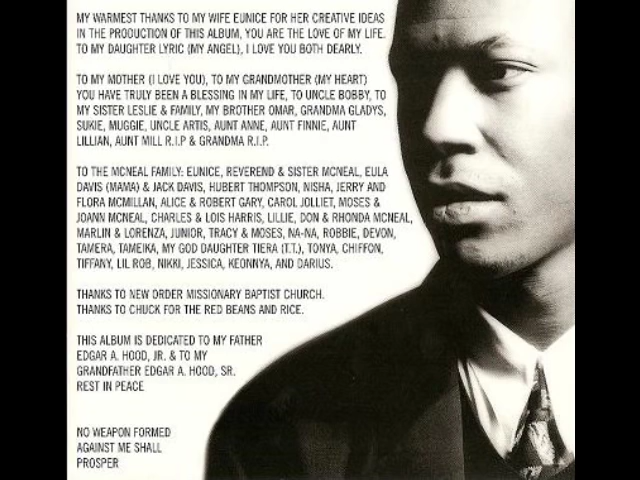 MY WARMEST THANKS TO MY WIFE EUNICE FOR HER CREATIVE IDEAS
IN THE PRODUCTION OF THIS ALBUM, YOU ARE THE LOVE OF MY LIFE.
TO MY DAUGHTER LYRIC (MY ANGEL), I LOVE YOU BOTH DEARLY.
TO MY MOTHER (I LOVE YOU), TO MY GRANDMOTHER (MY HEART)
YOU HAVE TRULY BEEN A BLESSING IN MY LIFE, TO UNCLE BOBBY, TO
MY SISTER LESLIE & FAMILY, MY BROTHER OMAR, GRANDMA GLADYS,
SUKIE, MUGGIE, UNCLE ARTIS, AUNT ANNE, AUNT FINNIE, AUNT
LILLIAN, AUNT MILL R.I.P & GRANDMA R.I.P.
TO THE MCNEAL FAMILY: EUNICE, REVEREND & SISTER MCNEAL, EULA
DAVIS (MAMA) & JACK DAVIS, HUBERT THOMPSON, NISHA, JERRY AND
FLORA MCMILLAN, ALICE & ROBERT GARY, CAROL JOLLIET, MOSES &
JOANN MCNEAL, CHARLES & LOIS HARRIS, LILLIE, DON & RHONDA MCNEAL,
MARLIN & LORENZA, JUNIOR, TRACY & MOSES, NA-NA, ROBBIE, DEVON,
TAMERA, TAMEIKA, MY GOD DAUGHTER TIERA (T.T.), TONYA, CHIFFON,
TIFFANY, LIL ROB, NIKKI, JESSICA, KEONNYA, AND DARIUS.
THANKS TO NEW ORDER MISSIONARY BAPTIST CHURCH.
THANKS TO CHUCK FOR THE RED BEANS AND RICE.
THIS ALBUM IS DEDICATED TO MY FATHER
EDGAR A. HOOD, JR. & TO MY
GRANDFATHER EDGAR A. HOOD, SR.
REST IN PEACE
NO WEAPON FORMED
AGAINST ME SHALL
PROSPER